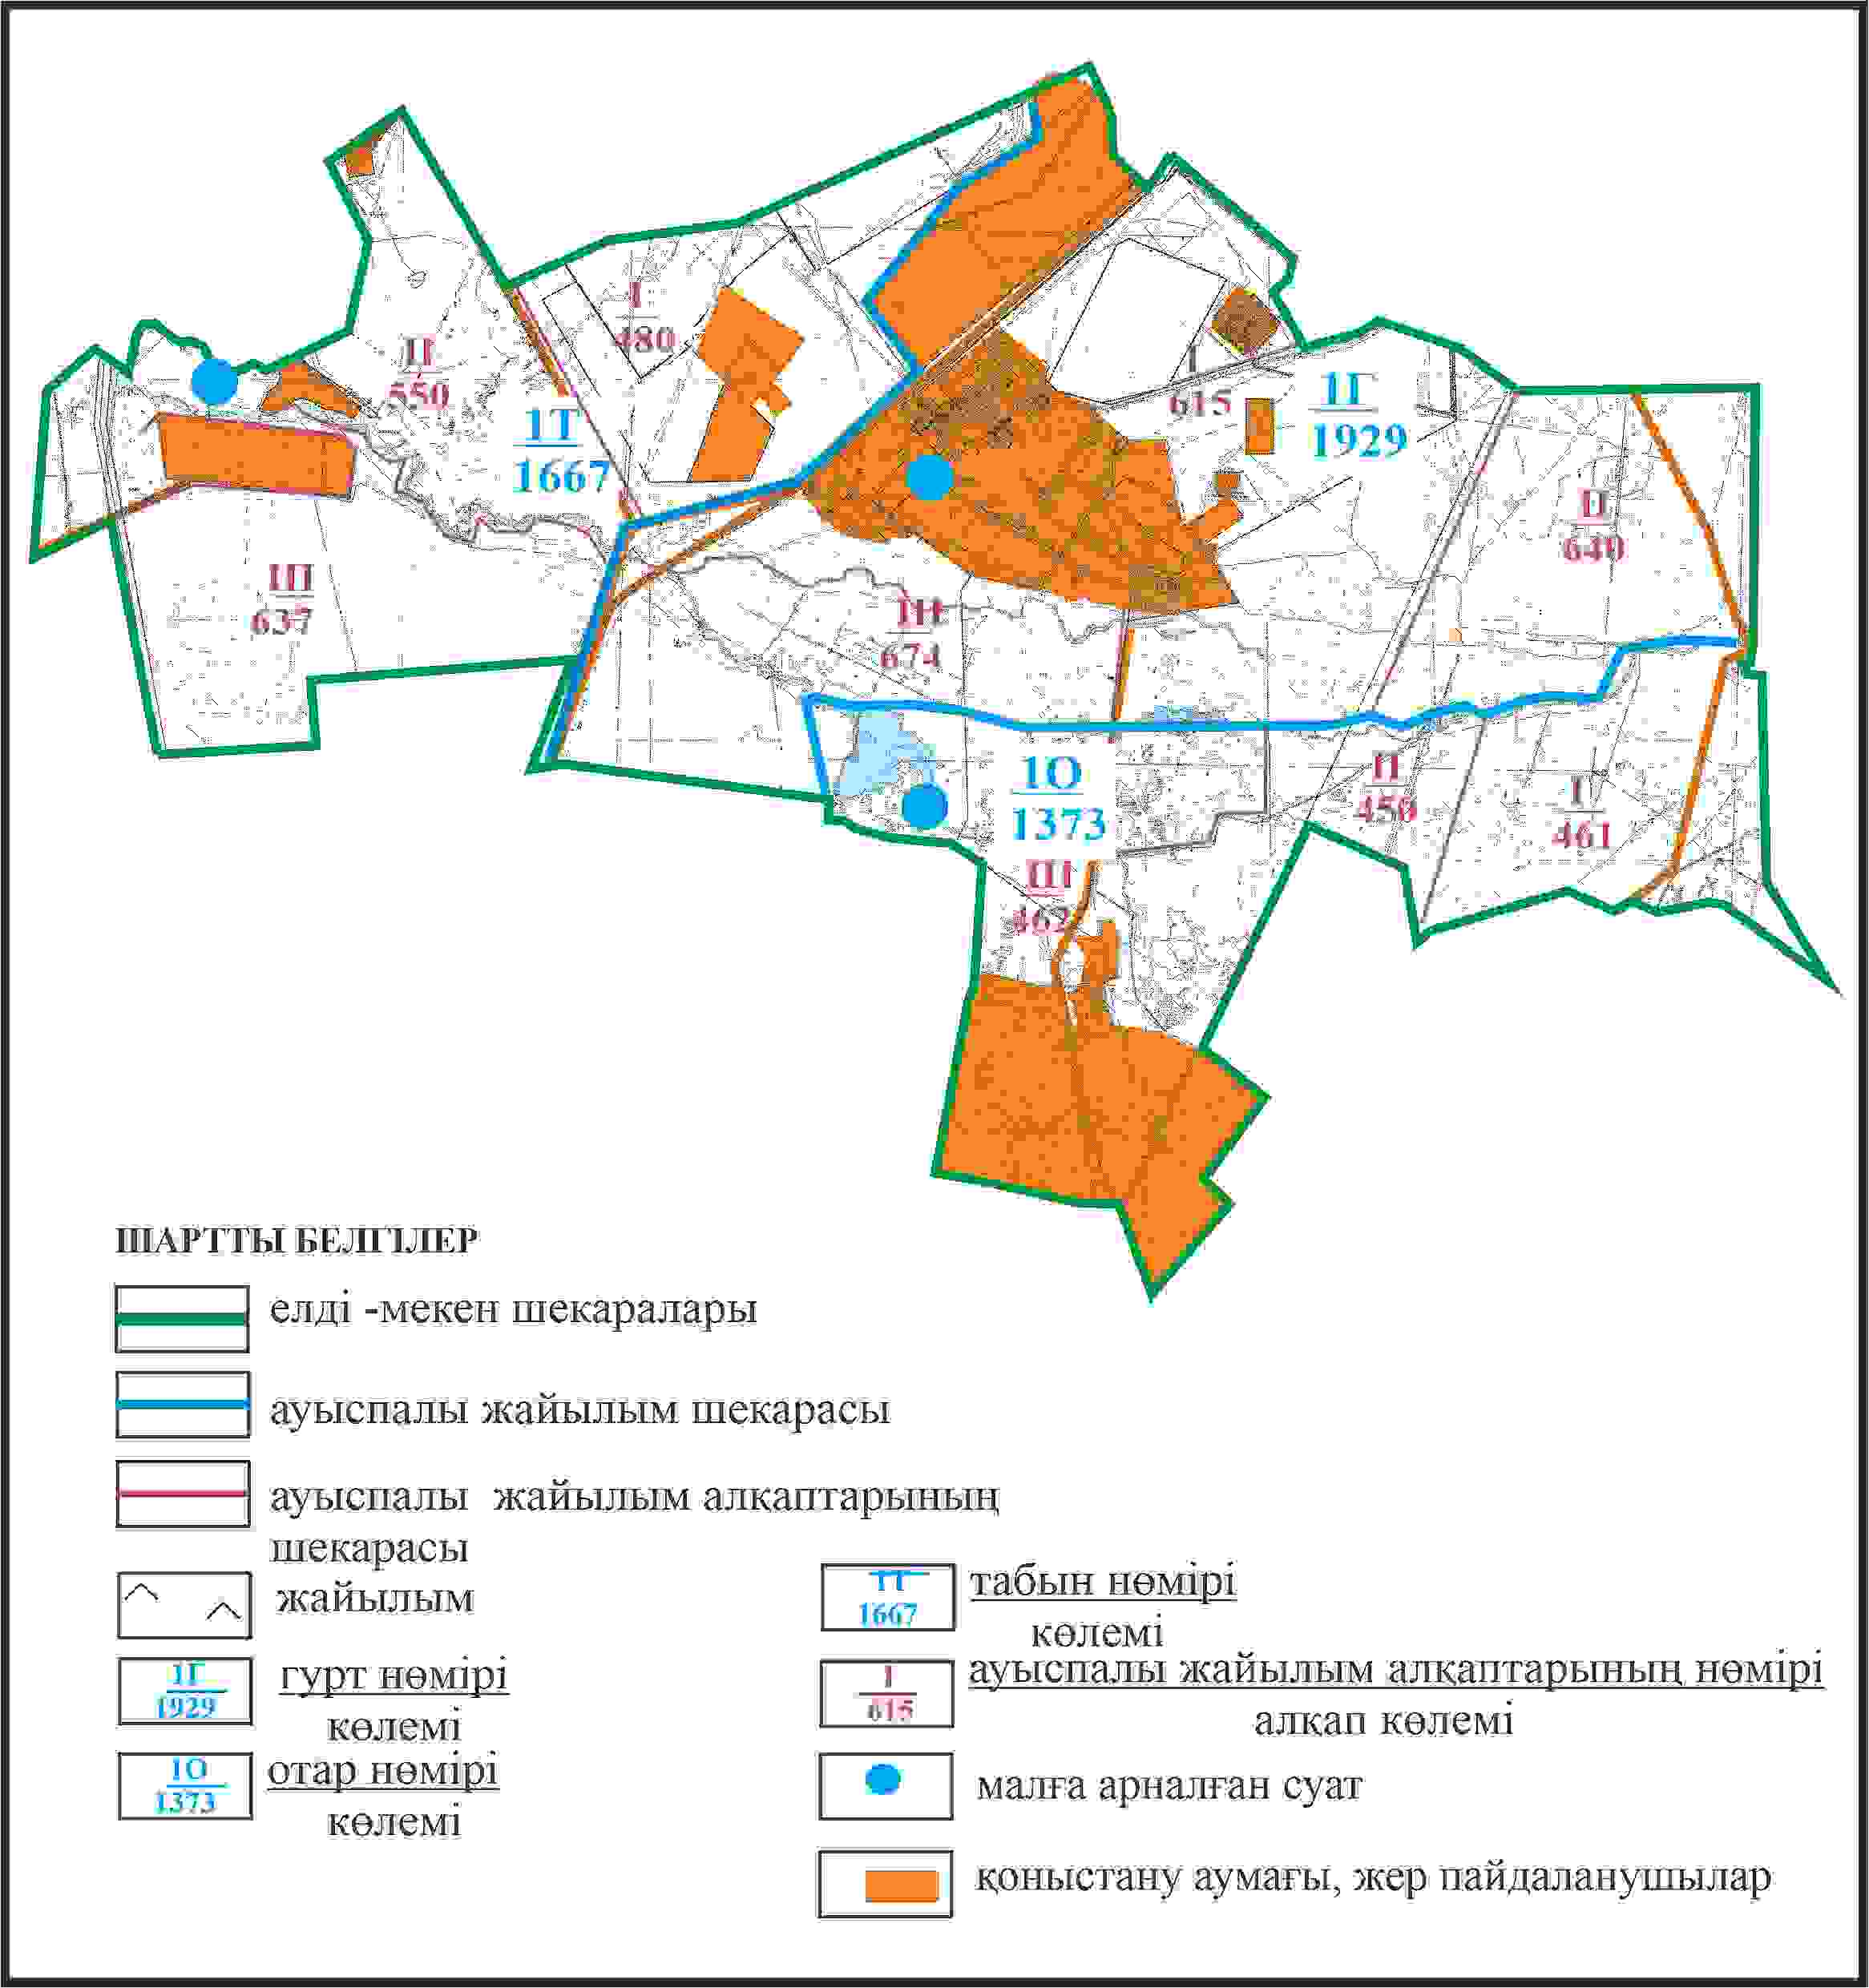 I
480
II
550
1Т
1667
I
615
1Г
1929
II
640
III
637
III
674
1О
1373
II
450
I
461
III
462
ШАРТТЫ БЕЛГІЛЕР
елді -мекен шекаралары
ауыспалы жайылым шекарасы
ауыспалы жайылым алқаптарының
шекарасы
жайылым
1Г
1929
гурт нөмірі
көлемі
1О
1373
отар нөмірі
көлемі
1Т
1667
табын нөмірі
көлемі
I
615
ауыспалы жайылым алқаптарының нөмірі
алқап көлемі
малға арналған суат
қоныстану аумағы, жер пайдаланушылар